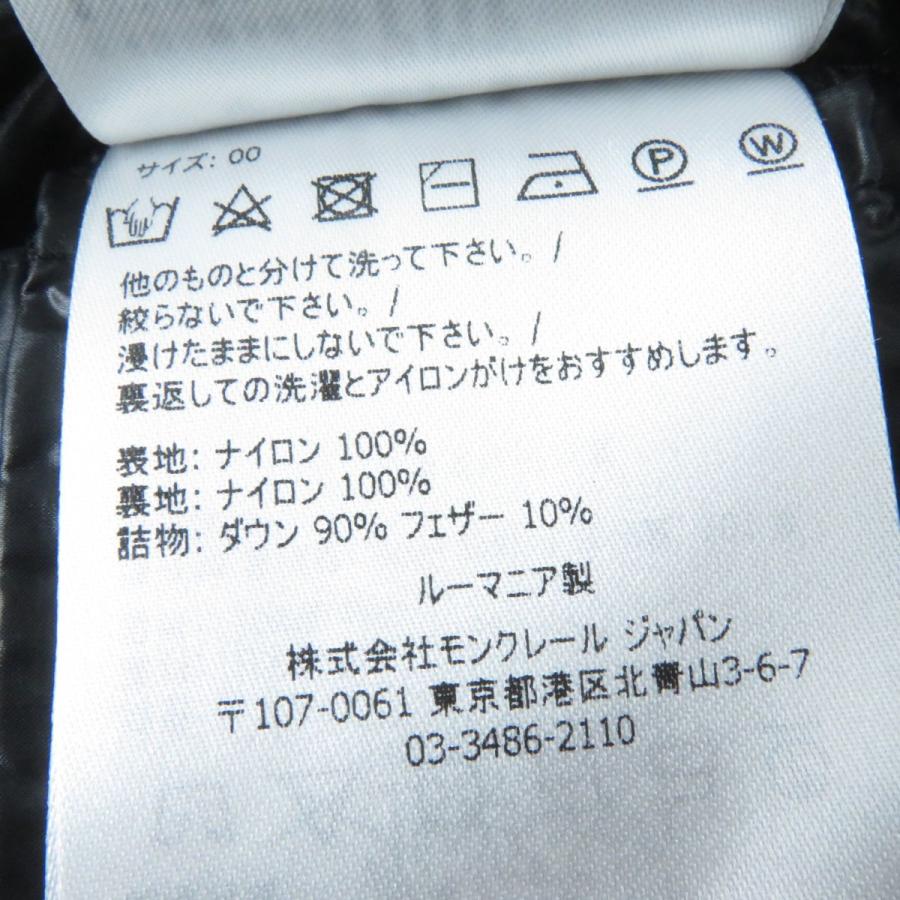 サイズ: 00
P W
他のものと分けて洗って下さい。/
絞らないで下さい。/
浸けたままにしないで下さい。/
裏返しての洗濯とアイロンがけをおすすめします。
表地: ナイロン 100%
裏地: ナイロン 100%
詰物: ダウン 90% フェザー 10%
ルーマニア製
株式会社モンクレール ジャパン
〒107-0061 東京都港区北青山3-6-7
03-3486-2110